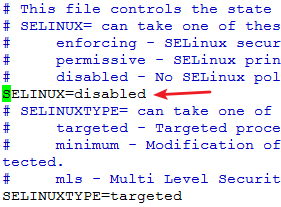 # This file controls the state
# SELINUX= can take one of thes
#     enforcing - SELinux secur
#     permissive - SELinux prin
#     disabled - No SELinux pol
SELINUX=disabled
# SELINUXTYPE= can take one of
#     targeted - Targeted proce
#     minimum - Modification of
tected.
#     mls - Multi Level Securit
SELINUXTYPE=targeted